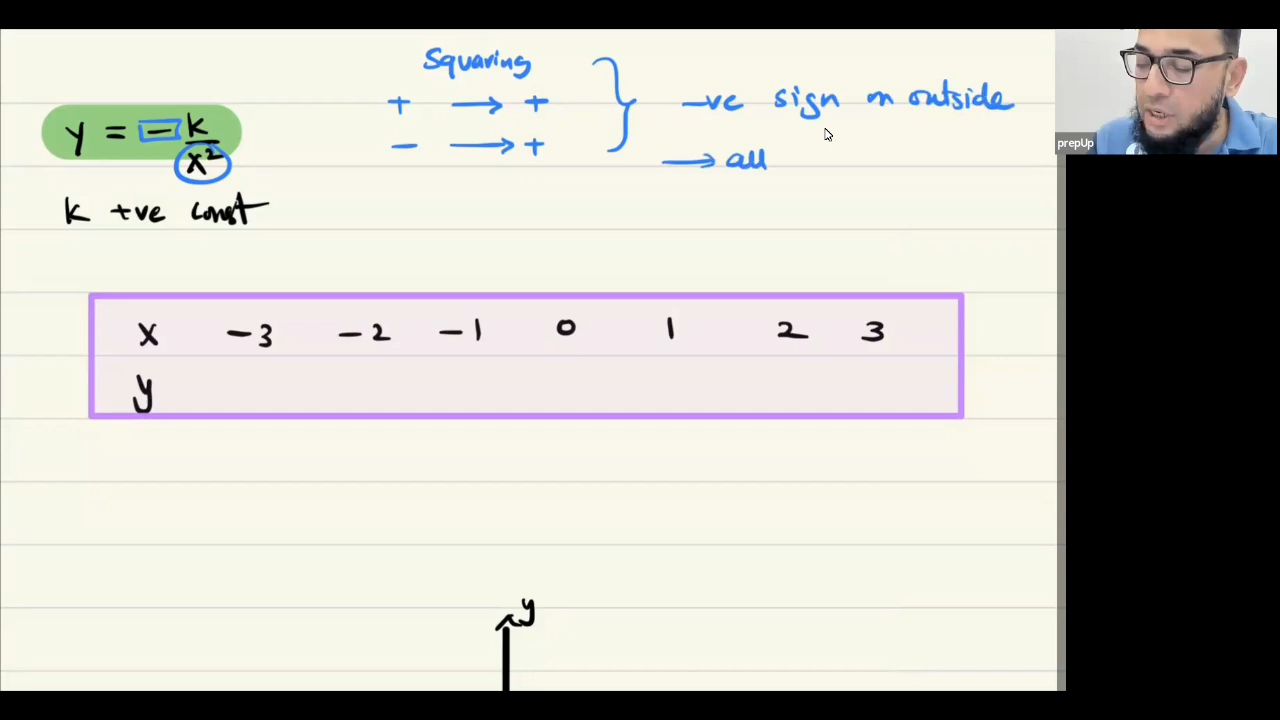 Squaring
+ → +
- → +
-ve sign on outside
→ all
y = - k/x²
k +ve const
x -3 -2 -1 0 1 2 3
y
y
prepUp